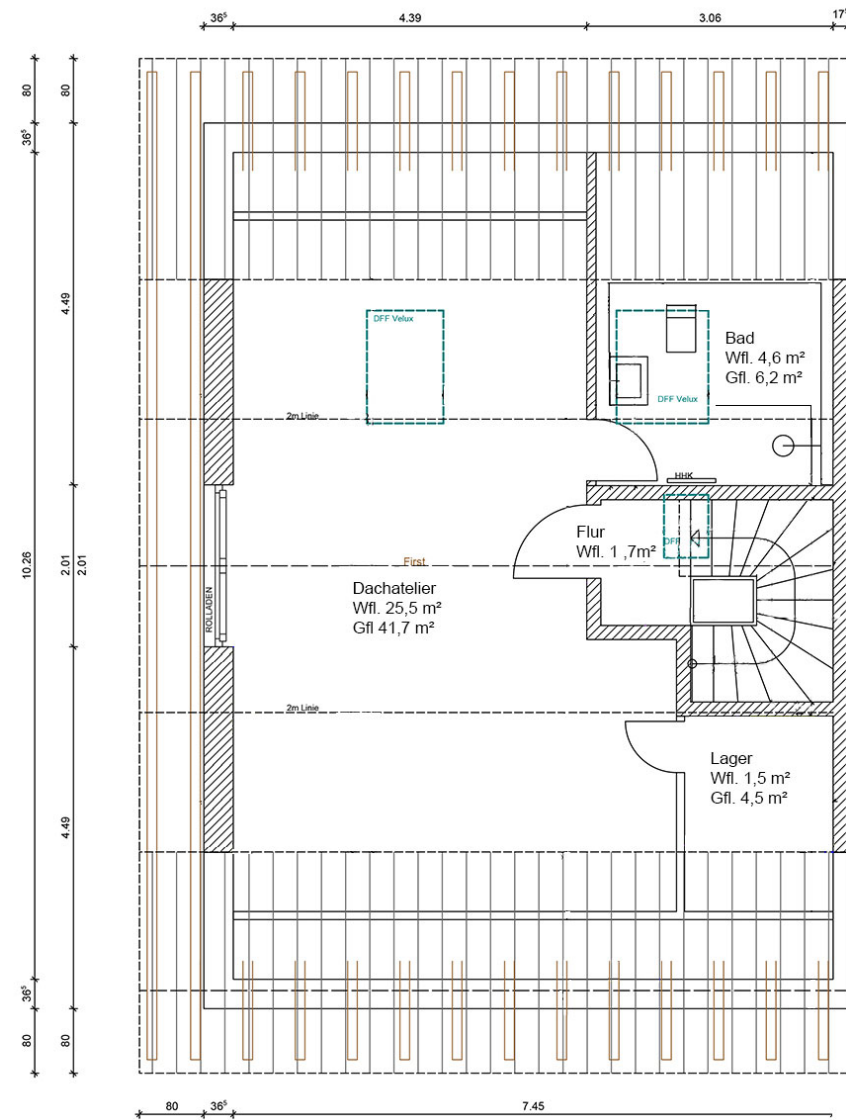 36⁵
4.39
3.06
17⁵
80
80
36⁵
4.49
DFF Velux
Bad
Wfl. 4,6 m²
Gfl. 6,2 m²
DFF Velux
2m Linie
HHK
10.26
2.01
2.01
ROLLADEN
Flur
Wfl. 1 ,7m²
DFF
First
Dachatelier
Wfl. 25,5 m²
Gfl 41,7 m²
2m Linie
Lager
Wfl. 1,5 m²
Gfl. 4,5 m²
4.49
36⁵
80
80
80
36⁵
7.45